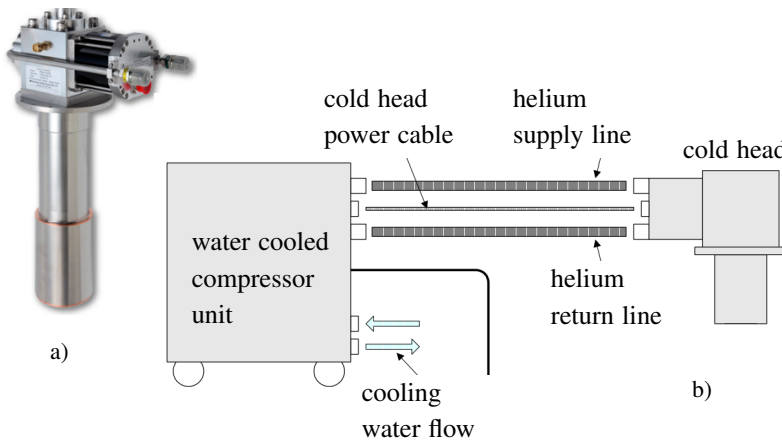 cold head
power cable
helium
supply line
cold head
water cooled
compressor
unit
helium
return line
a)
cooling
water flow
b)